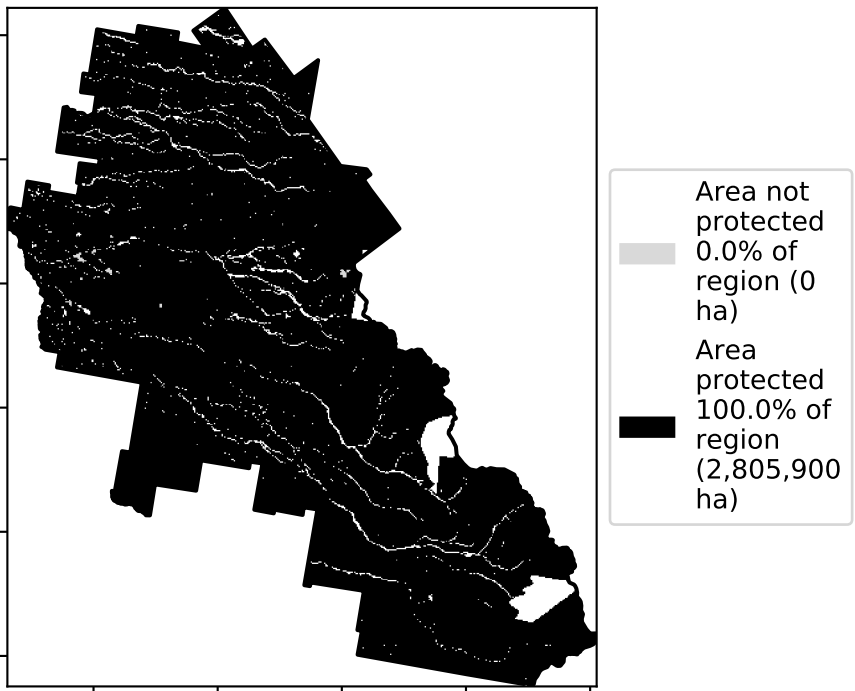 Area not
protected
0.0% of
region (0
ha)
Area
protected
100.0% of
region
(2,805,900
ha)